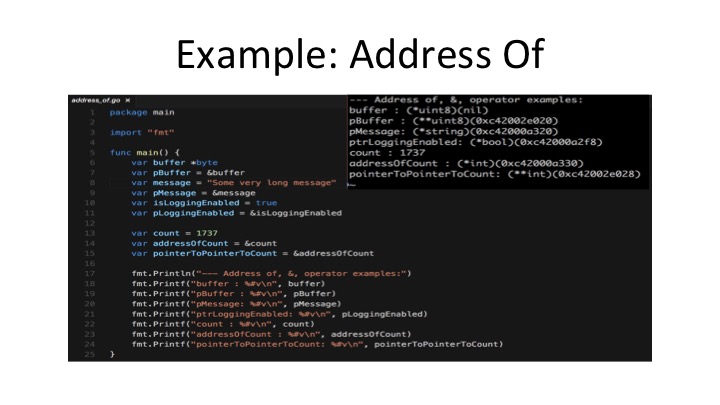 Example: Address Of
address_of.go ×
1 package main
2
3 import "fmt"
4
5 func main() {
6 var buffer *byte
7 var pBuffer = &buffer
8 var message = "Some very long message"
9 var pMessage = &message
10 var isLoggingEnabled = true
11 var pLoggingEnabled = &isLoggingEnabled
12
13 var count = 1737
14 var addressOfCount = &count
15 var pointerToPointerToCount = &addressOfCount
16
17 fmt.Println("--- Address of, &, operator examples:")
18 fmt.Printf("buffer : %#v\n", buffer)
19 fmt.Printf("pBuffer : %#v\n", pBuffer)
20 fmt.Printf("pMessage: %#v\n", pMessage)
21 fmt.Printf("ptrLoggingEnabled: %#v\n", pLoggingEnabled)
22 fmt.Printf("count : %#v\n", count)
23 fmt.Printf("addressOfCount : %#v\n", addressOfCount)
24 fmt.Printf("pointerToPointerToCount: %#v\n", pointerToPointerToCount)
25 }
--- Address of, &, operator examples:
buffer : (*uint8)(nil)
pBuffer : (**uint8)(0xc42002e020)
pMessage: (*string)(0xc42000a320)
ptrLoggingEnabled: (*bool)(0xc42000a2f8)
count : 1737
addressOfCount : (*int)(0xc42000a330)
pointerToPointerToCount: (**int)(0xc42002e028)